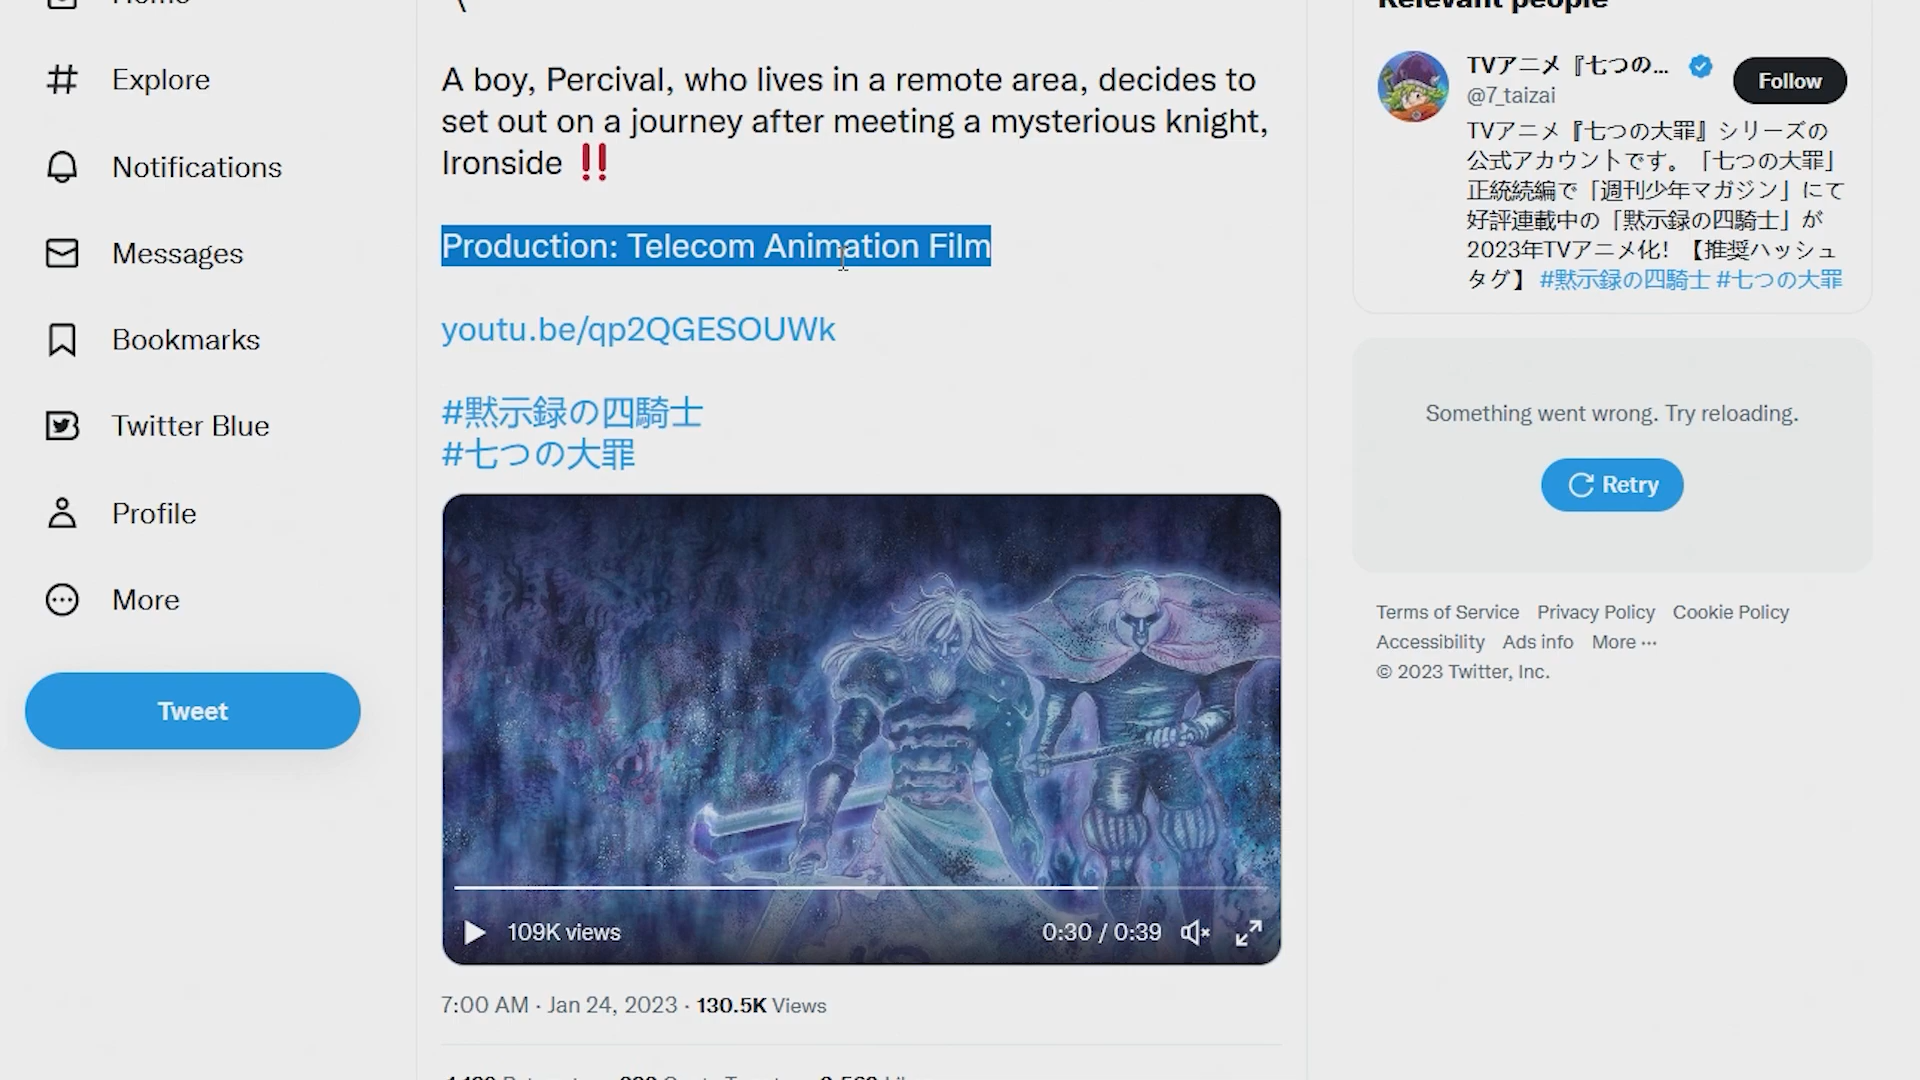 Home
Explore
Notifications
Messages
Bookmarks
Twitter Blue
Profile
More
Tweet
A boy, Percival, who lives in a remote area, decides to
set out on a journey after meeting a mysterious knight,
Ironside ‼️
Production: Telecom Animation Film
youtu.be/qp2QGESOUWk
#黙示録の四騎士
#七つの大罪
109K views
0:30 / 0:39
7:00 AM · Jan 24, 2023 · 130.5K Views
Relevant people
TVアニメ『七つの...
@7_taizai
Follow
TVアニメ『七つの大罪』シリーズの
公式アカウントです。「七つの大罪」
正統続編で「週刊少年マガジン」にて
好評連載中の「黙示録の四騎士」が
2023年TVアニメ化! 【推奨ハッシュ
タグ】 #黙示録の四騎士 #七つの大罪
Something went wrong. Try reloading.
Retry
Terms of Service Privacy Policy Cookie Policy
Accessibility Ads info More ···
© 2023 Twitter, Inc.